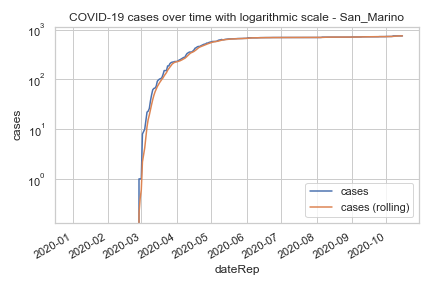 COVID-19 cases over time with logarithmic scale - San_Marino
cases
10³
10²
10¹
10⁰
cases
cases (rolling)
2020-01
2020-02
2020-03
2020-04
2020-05
2020-06
2020-07
2020-08
2020-09
2020-10
dateRep